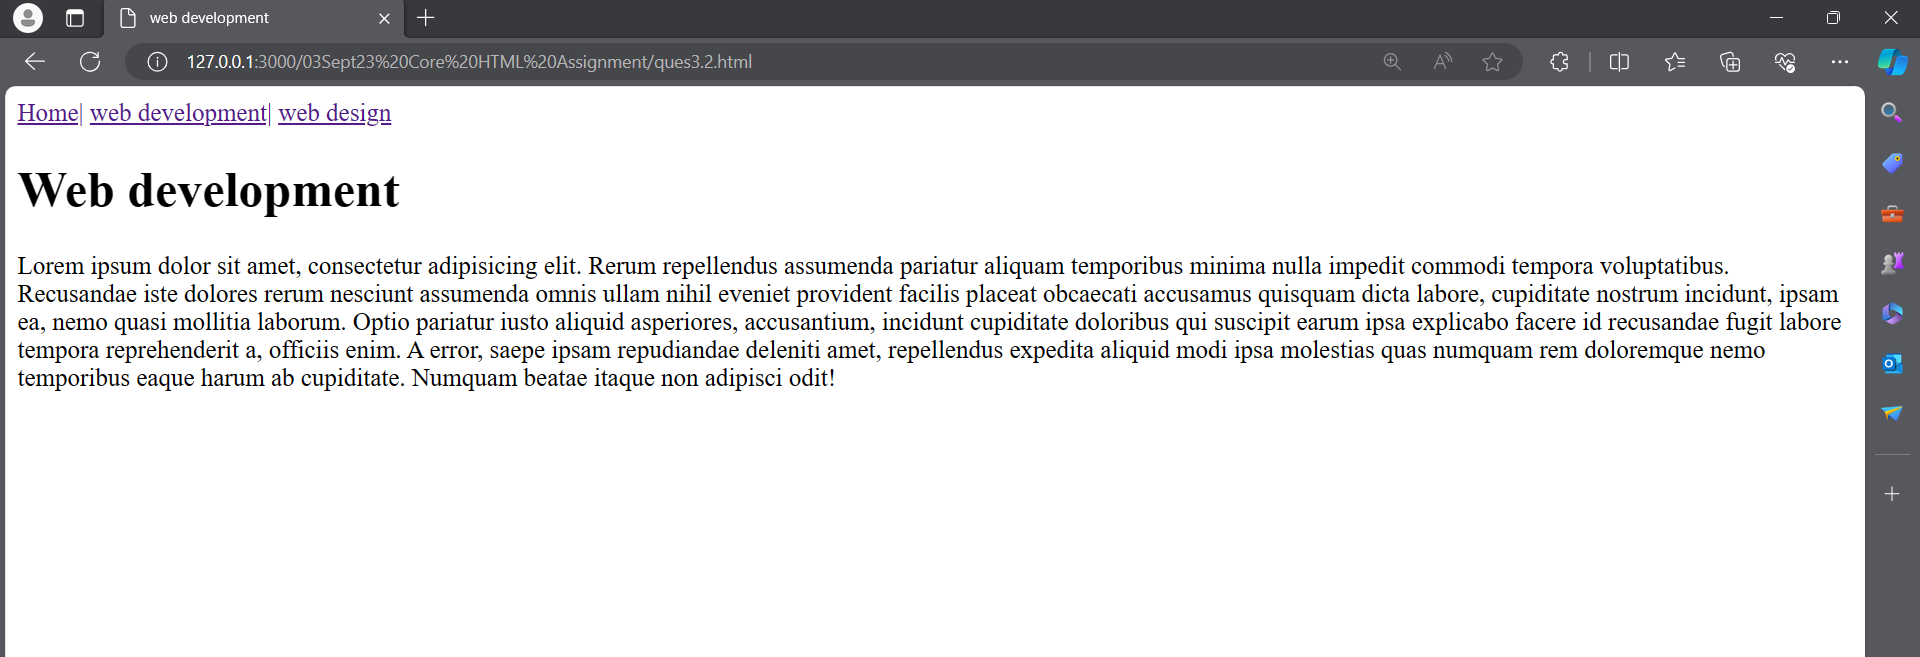 web development
127.0.0.1:3000/03Sept23%20Core%20HTML%20Assignment/ques3.2.html
Home| web development| web design
Web development
Lorem ipsum dolor sit amet, consectetur adipisicing elit. Rerum repellendus assumenda pariatur aliquam temporibus minima nulla impedit commodi tempora voluptatibus.
Recusandae iste dolores rerum nesciunt assumenda omnis ullam nihil eveniet provident facilis placeat obcaecati accusamus quisquam dicta labore, cupiditate nostrum incidunt, ipsam
ea, nemo quasi mollitia laborum. Optio pariatur iusto aliquid asperiores, accusantium, incidunt cupiditate doloribus qui suscipit earum ipsa explicabo facere id recusandae fugit labore
tempora reprehenderit a, officiis enim. A error, saepe ipsam repudiandae deleniti amet, repellendus expedita aliquid modi ipsa molestias quas numquam rem doloremque nemo
temporibus eaque harum ab cupiditate. Numquam beatae itaque non adipisci odit!